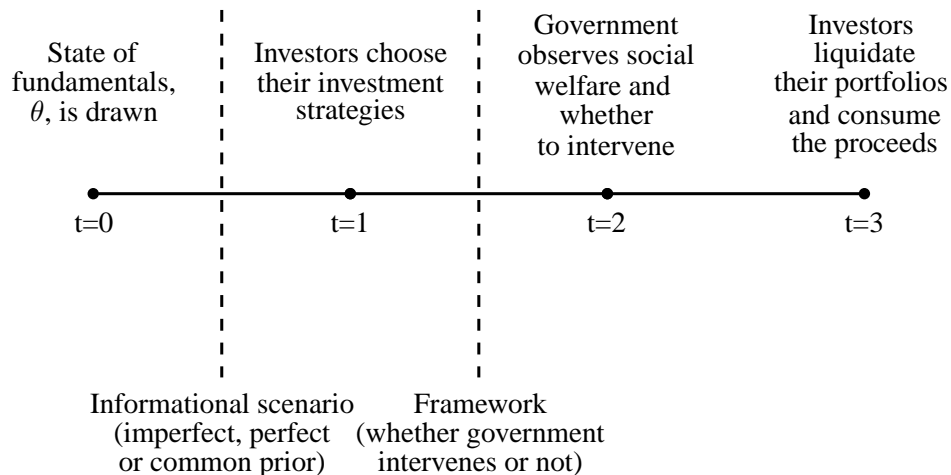 State of
fundamentals,
θ, is drawn
Investors choose
their investment
strategies
Government
observes social
welfare and
whether
to intervene
Investors
liquidate
their portfolios
and consume
the proceeds
t=0
t=1
t=2
t=3
Informational scenario
(imperfect, perfect
or common prior)
Framework
(whether government
intervenes or not)